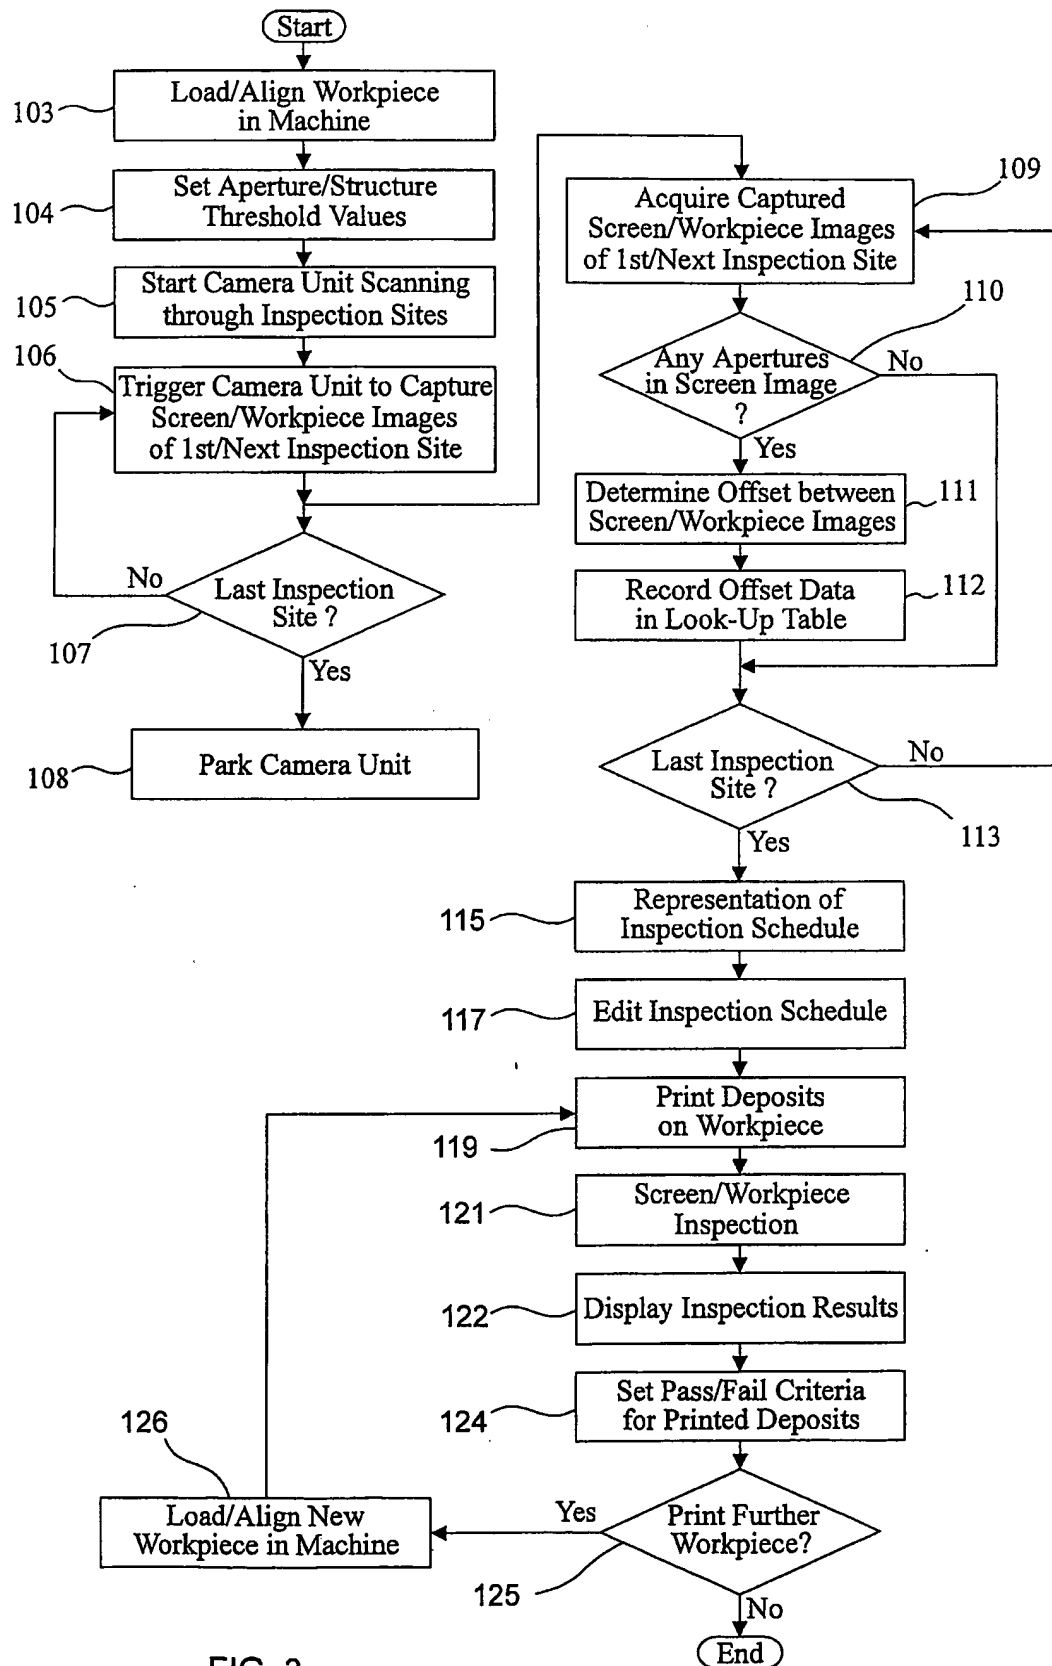 Start
103
Load/Align Workpiece
in Machine
104
Set Aperture/Structure
Threshold Values
105
Start Camera Unit Scanning
through Inspection Sites
106
Trigger Camera Unit to Capture
Screen/Workpiece Images
of 1st/Next Inspection Site
No
Last Inspection
Site ?
107
Yes
108
Park Camera Unit
109
Acquire Captured
Screen/Workpiece Images
of 1st/Next Inspection Site
110
Any Apertures
in Screen Image
?
No
Yes
Determine Offset between
Screen/Workpiece Images
111
Record Offset Data
in Look-Up Table
112
Last Inspection
Site ?
No
113
Yes
115
Representation of
Inspection Schedule
117
Edit Inspection Schedule
119
Print Deposits
on Workpiece
121
Screen/Workpiece
Inspection
122
Display Inspection Results
124
Set Pass/Fail Criteria
for Printed Deposits
126
Load/Align New
Workpiece in Machine
Yes
Print Further
Workpiece?
125
No
End